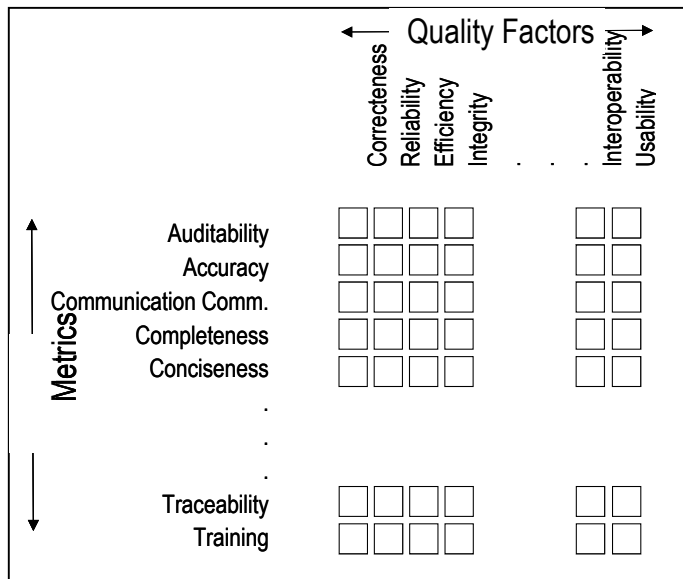 Quality Factors
Correcteness
Reliability
Efficiency
Integrity
. . .
Interoperability
Usability
Metrics
Auditability
Accuracy
Communication Comm.
Completeness
Conciseness
.
.
.
Traceability
Training